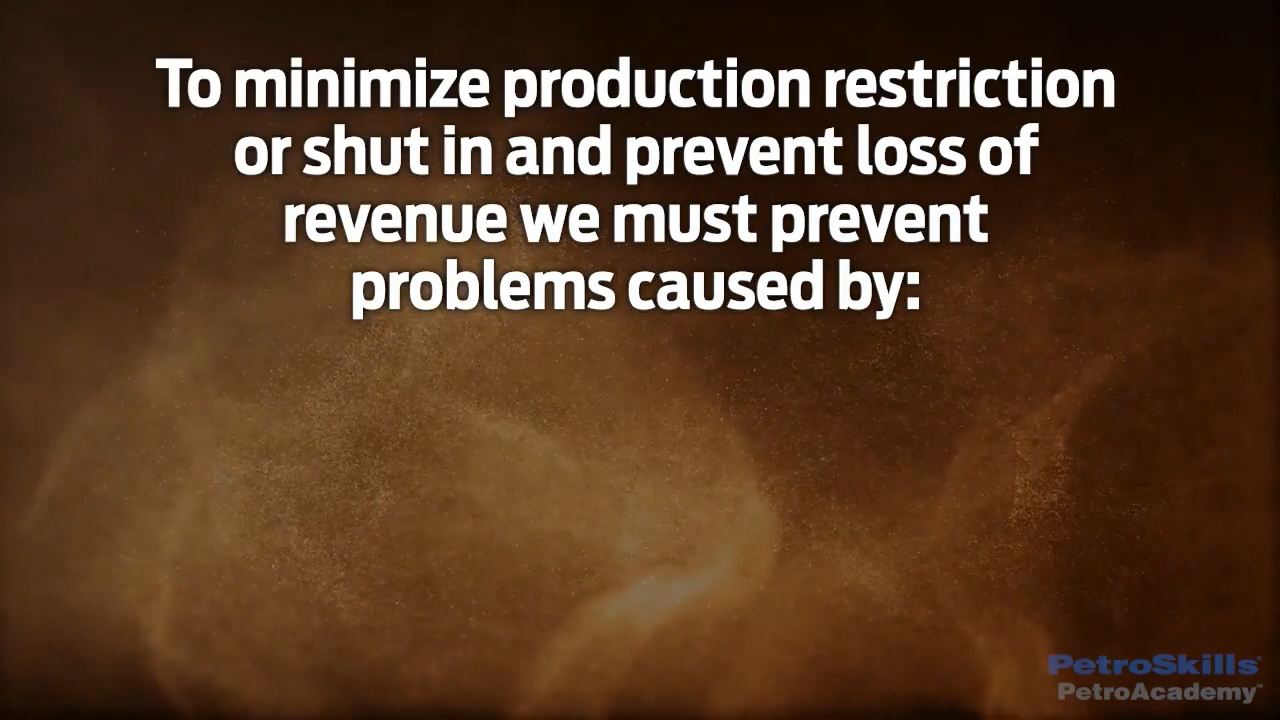 To minimize production restriction
or shut in and prevent loss of
revenue we must prevent
problems caused by:
PetroSkills®
PetroAcademy™